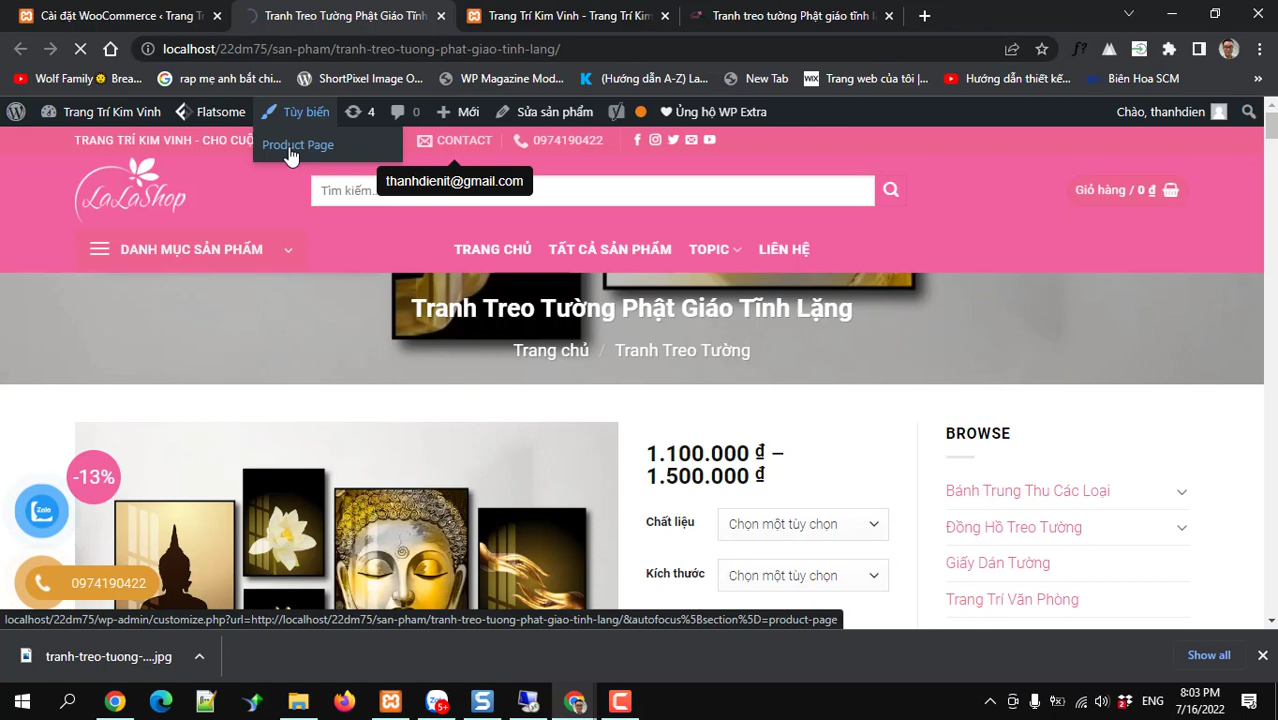 Cài đặt WooCommerce ‹ Trang T
Tranh Treo Tường Phật Giáo Tĩnh
Trang Trí Kim Vinh - Trang Trí Kim
Tranh treo tường Phật giáo tĩnh l
localhost/22dm75/san-pham/tranh-treo-tuong-phat-giao-tinh-lang/
Wolf Family Brea...
rap mẹ anh bắt chi...
ShortPixel Image O...
WP Magazine Mod...
(Hướng dẫn A-Z) La...
New Tab
WIX
Trang web của tôi |...
Hướng dẫn thiết kế...
Biên Hoa SCM
»
Trang Trí Kim Vinh
Flatsome
Tùy biến
4
0
Mới
Sửa sản phẩm
Ủng hộ WP Extra
Chào, thanhdien
TRANG TRÍ KIM VINH - CHO CUỘ
Product Page
CONTACT
0974190422
thanhdienit@gmail.com
LaLaShop
Tìm kiếm..
Giỏ hàng / 0 ₫
DANH MỤC SẢN PHẨM
TRANG CHỦ
TẤT CẢ SẢN PHẨM
TOPIC
LIÊN HỆ
Tranh Treo Tường Phật Giáo Tĩnh Lặng
Trang chủ / Tranh Treo Tường
-13%
1.100.000 ₫ –
1.500.000 ₫
Chất liệu
Chọn một tùy chọn
Kích thước
Chọn một tùy chọn
BROWSE
Bánh Trung Thu Các Loại
Đồng Hồ Treo Tường
Giấy Dán Tường
Trang Trí Văn Phòng
Zalo
0974190422
localhost/22dm75/wp-admin/customize.php?url=http://localhost/22dm75/san-pham/tranh-treo-tuong-phat-giao-tinh-lang/&autofocus%5Bsection%5D=product-page
tranh-treo-tuong-....jpg
Show all
Zalo
5+
2
ENG
8:03 PM
7/16/2022